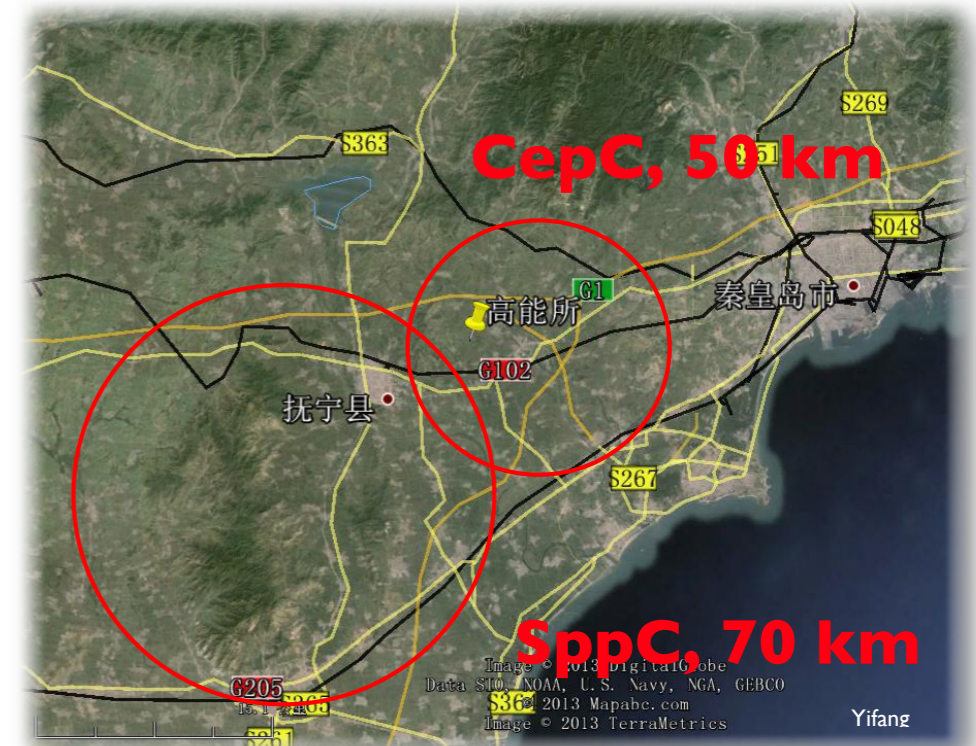 S269
S363
CepC, 50 km
S048
G1
秦皇岛市
高能所
G102
抚宁县
S267
SppC, 70 km
Image © 2013 DigitalGlobe
Data SIO, NOAA, U.S. Navy, NGA, GEBCO
G205
© 2013 Mapabc.com
Image © 2013 TerraMetrics
Yifang
S261